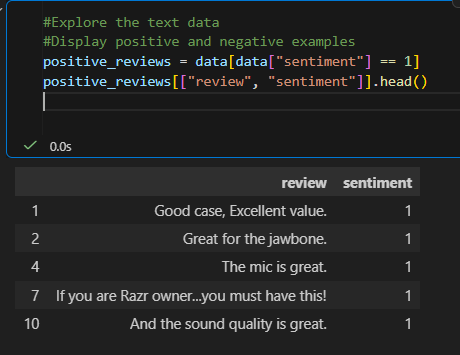 #Explore the text data
#Display positive and negative examples
positive_reviews = data[data["sentiment"] == 1]
positive_reviews[["review", "sentiment"]].head()
0.0s
review sentiment
1 Good case, Excellent value. 1
2 Great for the jawbone. 1
4 The mic is great. 1
7 If you are Razr owner...you must have this! 1
10 And the sound quality is great. 1